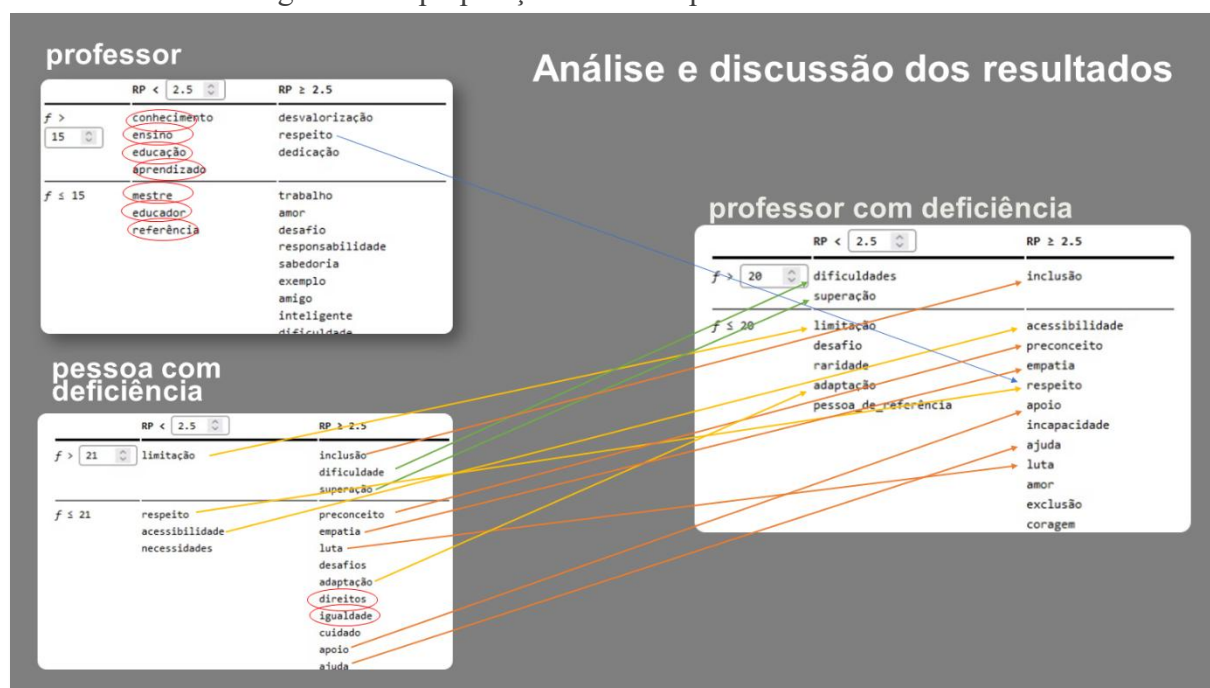 professor
Análise e discussão dos resultados
RP < 2.5 RP ≥ 2.5
f > 15 conhecimento desvalorização
ensino respeito
educação dedicação
aprendizado
f ≤ 15 mestre trabalho
educador amor
referência desafio
responsabilidade
sabedoria
exemplo
amigo
inteligente
dificuldade
professor com deficiência
RP < 2.5 RP ≥ 2.5
f > 20 dificuldades inclusão
superação
f ≤ 20 limitação acessibilidade
desafio preconceito
raridade empatia
adaptação respeito
pessoa_de_referência apoio
incapacidade
ajuda
luta
amor
exclusão
coragem
pessoa com
deficiência
RP < 2.5 RP ≥ 2.5
f > 21 limitação inclusão
dificuldade
superação
f ≤ 21 respeito preconceito
acessibilidade empatia
necessidades luta
desafios
adaptação
direitos
igualdade
cuidado
apoio
ajuda